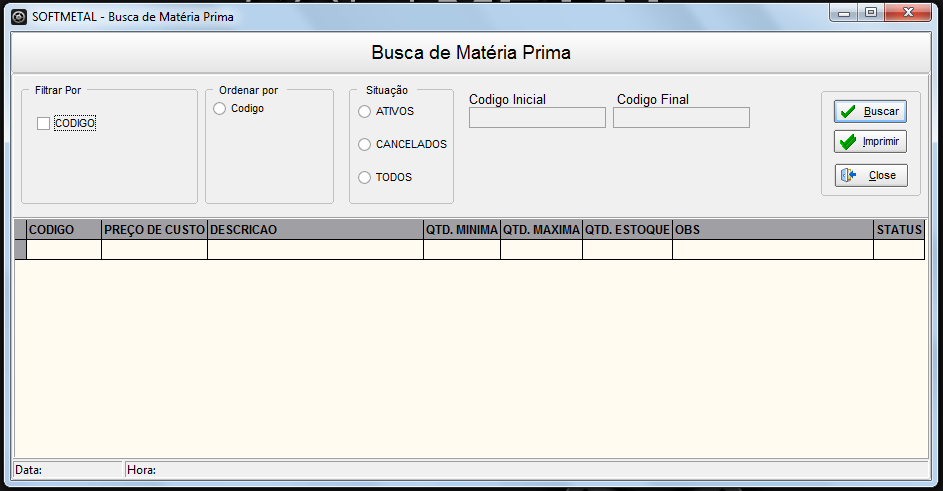 SOFTMETAL - Busca de Matéria Prima
Busca de Matéria Prima
Filtrar Por
CODIGO
Ordenar por
Codigo
Situação
ATIVOS
CANCELADOS
TODOS
Codigo Inicial
Codigo Final
Buscar
Imprimir
Close
CODIGO PREÇO DE CUSTO DESCRICAO QTD. MINIMA QTD. MAXIMA QTD. ESTOQUE OBS STATUS
Data: Hora: